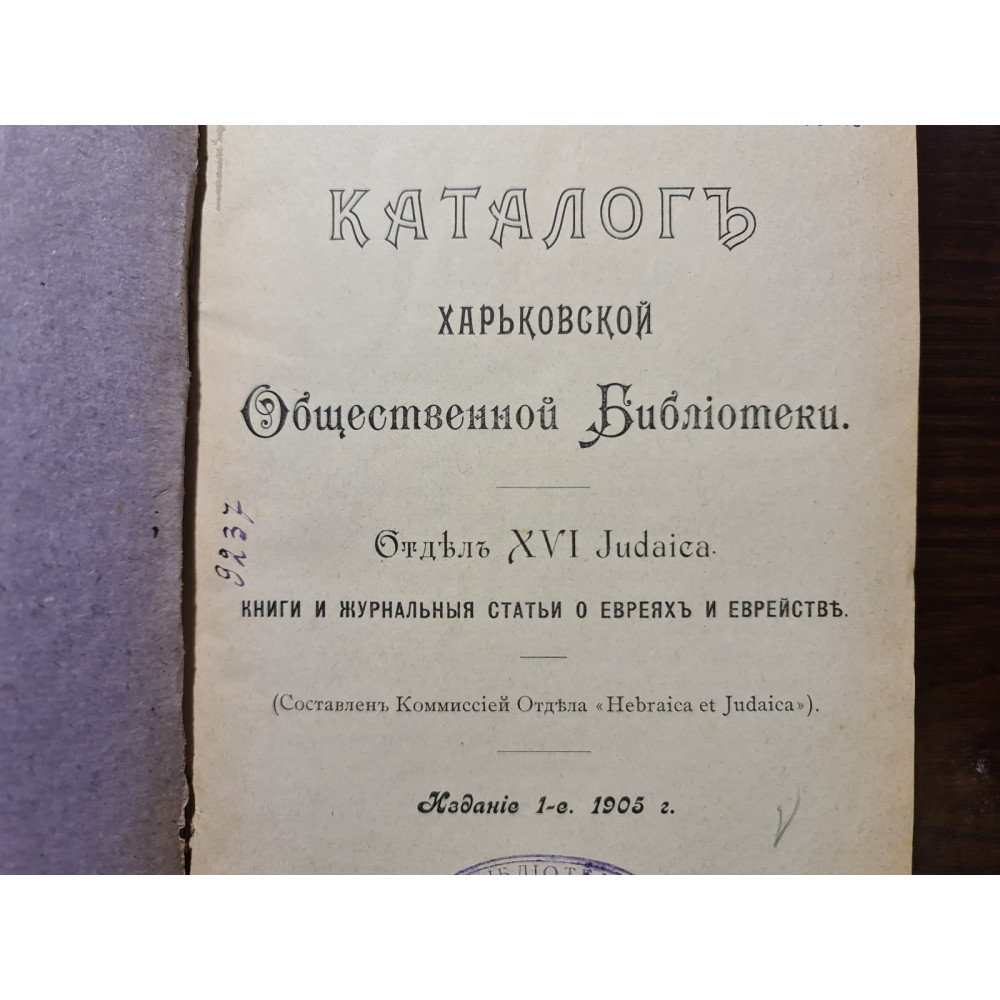 КАТАЛОГЪ
ХАРЬКОВСКОЙ
Общественной Библіотеки.
9237
Отдѣлъ XVI Judaica.
КНИГИ И ЖУРНАЛЬНЫЯ СТАТЬИ О ЕВРЕЯХЪ И ЕВРЕЙСТВѢ.
(Составленъ Коммиссіей Отдѣла «Hebraica et Judaica»).
Изданіе 1-е. 1905 г.
V